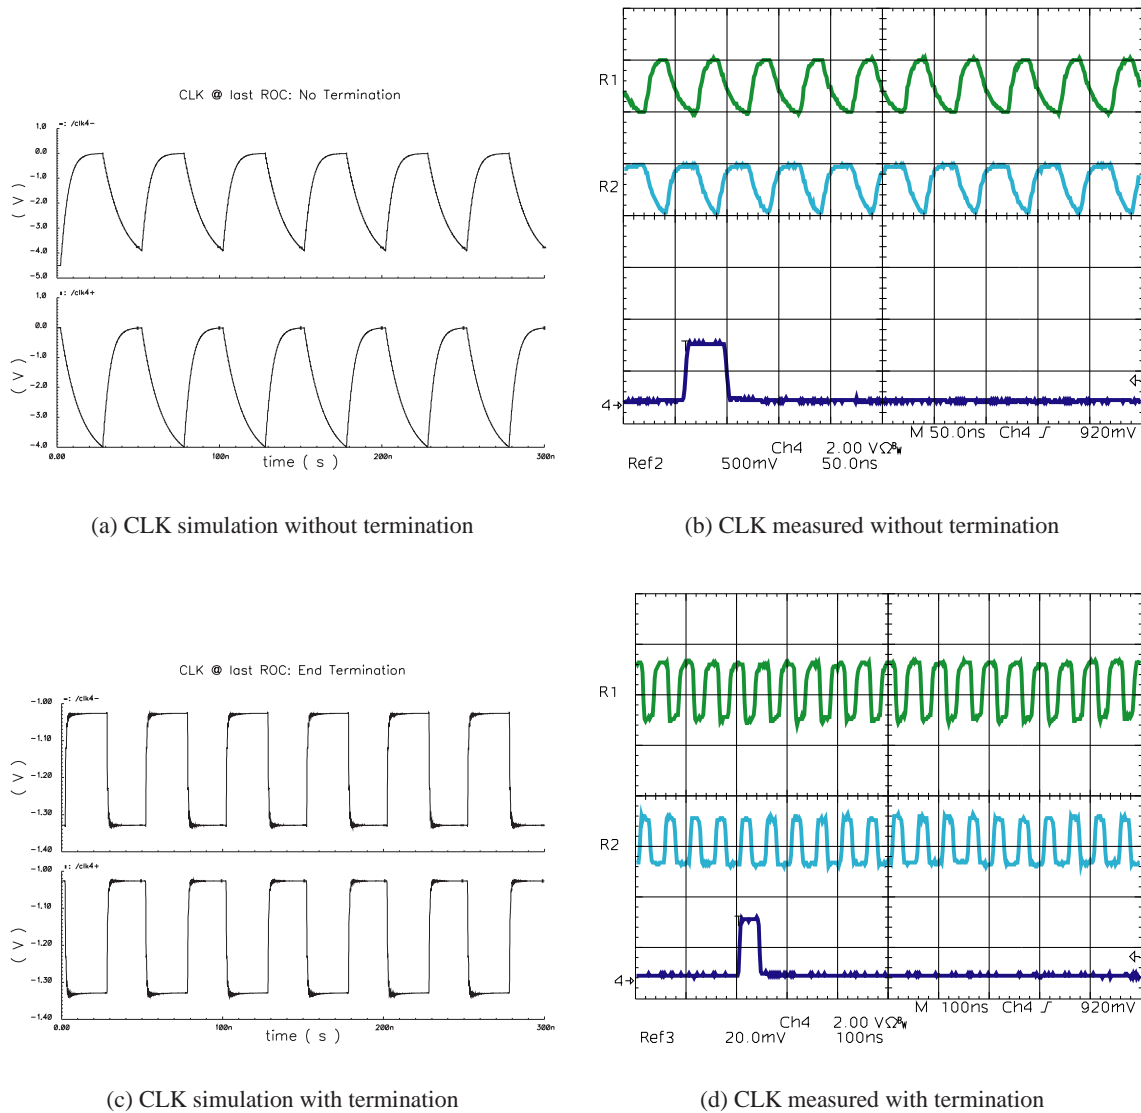 CLK @ last ROC: No Termination
-: /clk4-
1.0
0.0
-1.0
-2.0
-3.0
-4.0
-5.0
( V )
: /clk4+
1.0
0.0
-1.0
-2.0
-3.0
-4.0
( V )
0.00 100n 200n 300n
time ( s )
R1
R2
4
M 50.0ns Ch4 920mV
Ch4 2.00 VΩBW
Ref2 500mV 50.0ns
(a) CLK simulation without termination
(b) CLK measured without termination
CLK @ last ROC: End Termination
-: /clk4-
-1.00
-1.10
-1.20
-1.30
-1.40
( V )
: /clk4+
-1.00
-1.10
-1.20
-1.30
-1.40
( V )
0.00 100n 200n 300n
time ( s )
R1
R2
4
M 100ns Ch4 920mV
Ch4 2.00 VΩBW
Ref3 20.0mV 100ns
(c) CLK simulation with termination
(d) CLK measured with termination